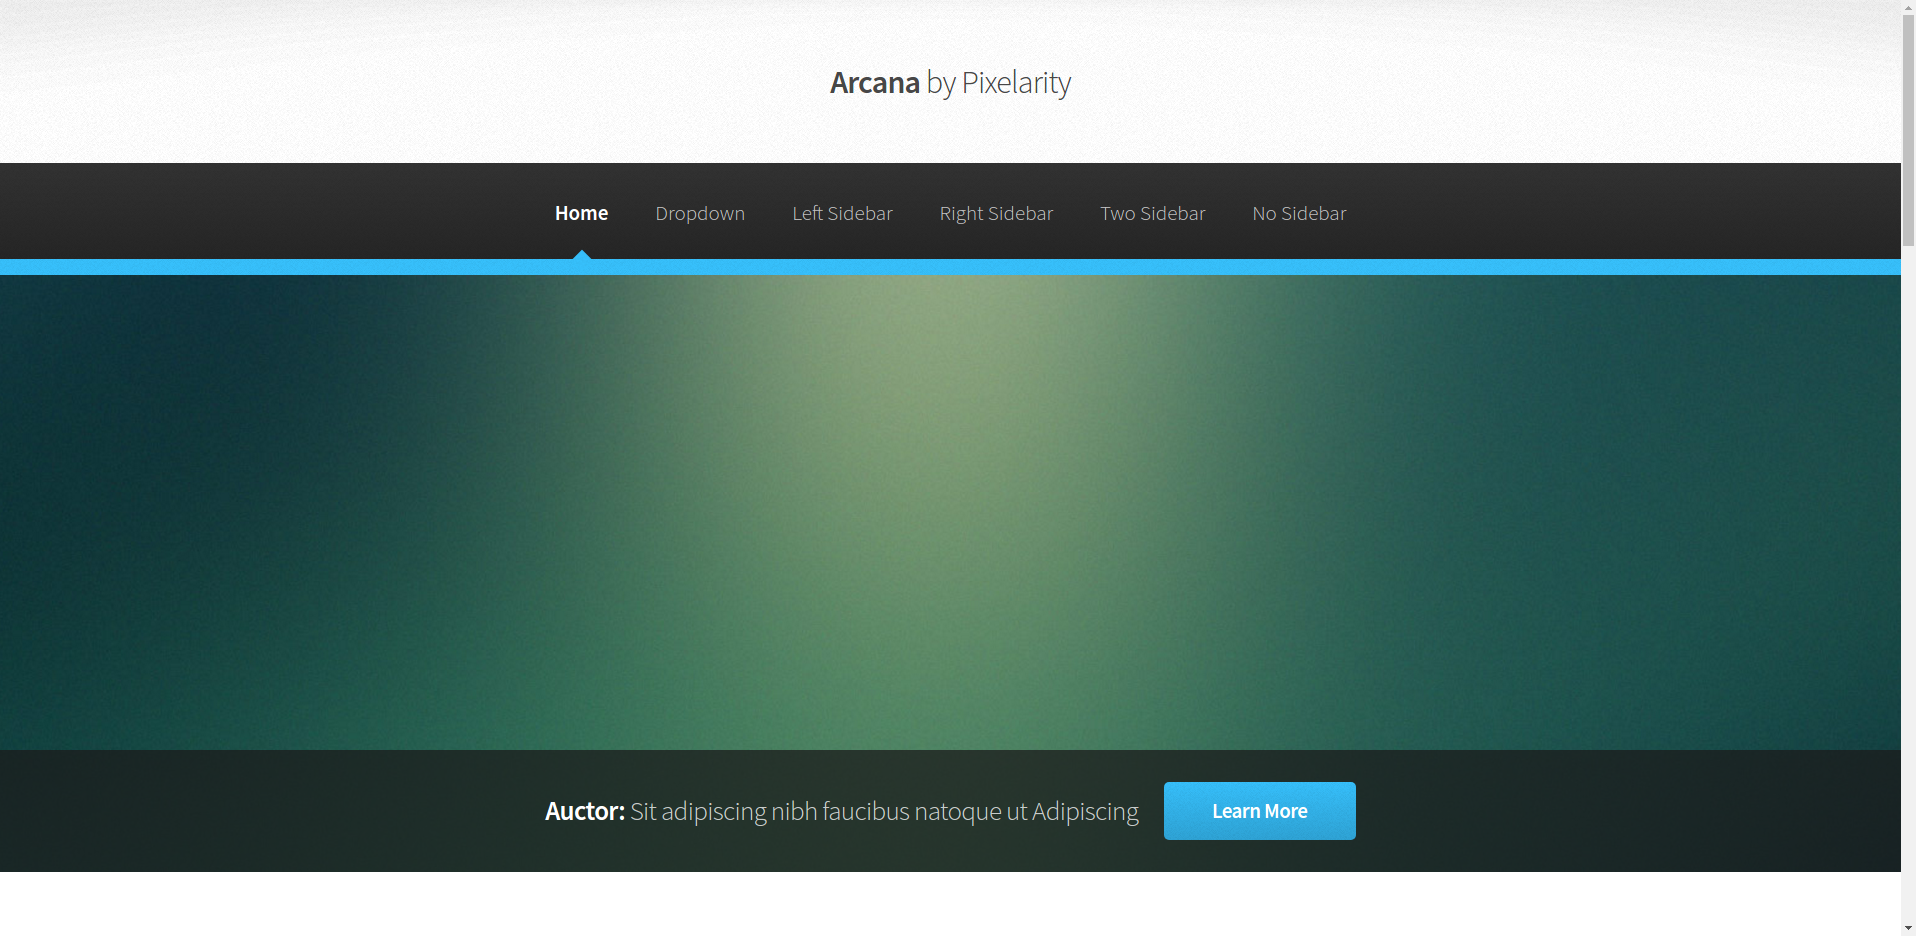 Arcana by Pixelarity
Home Dropdown Left Sidebar Right Sidebar Two Sidebar No Sidebar
Auctor: Sit adipiscing nibh faucibus natoque ut Adipiscing Learn More